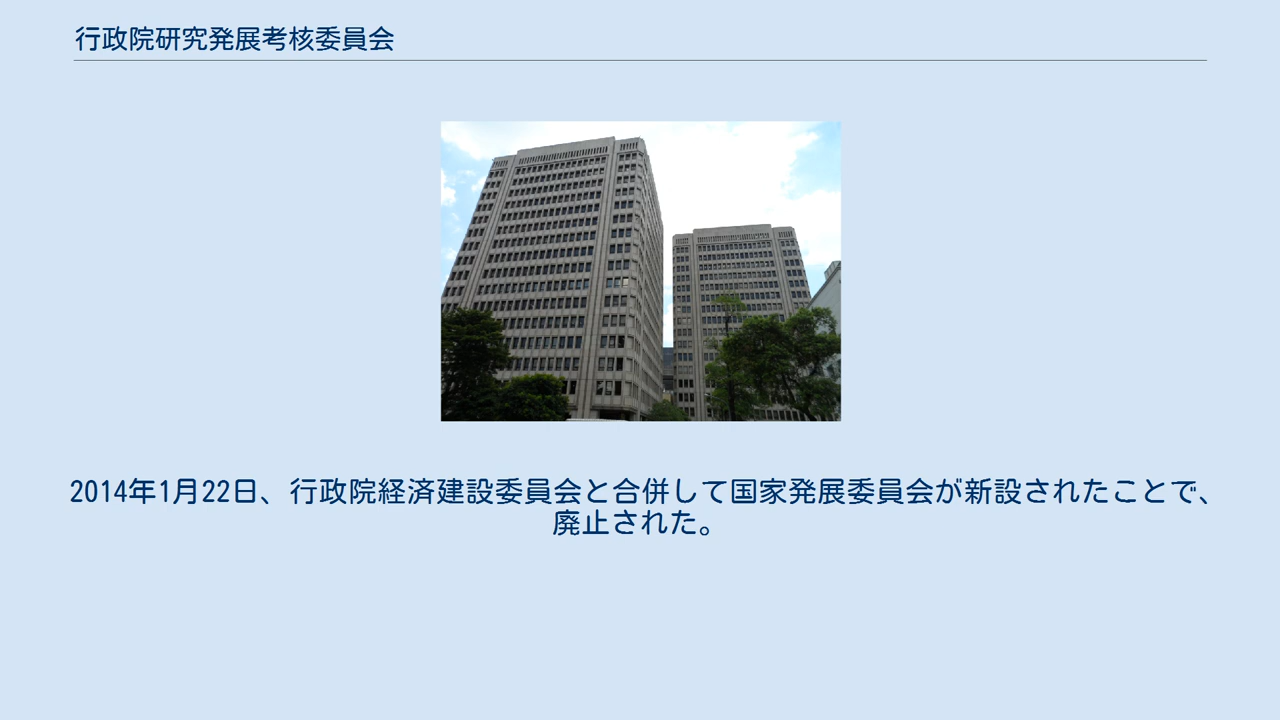 行政院研究発展考核委員会
2014年1月22日、行政院経済建設委員会と合併して国家発展委員会が新設されたことで、
廃止された。